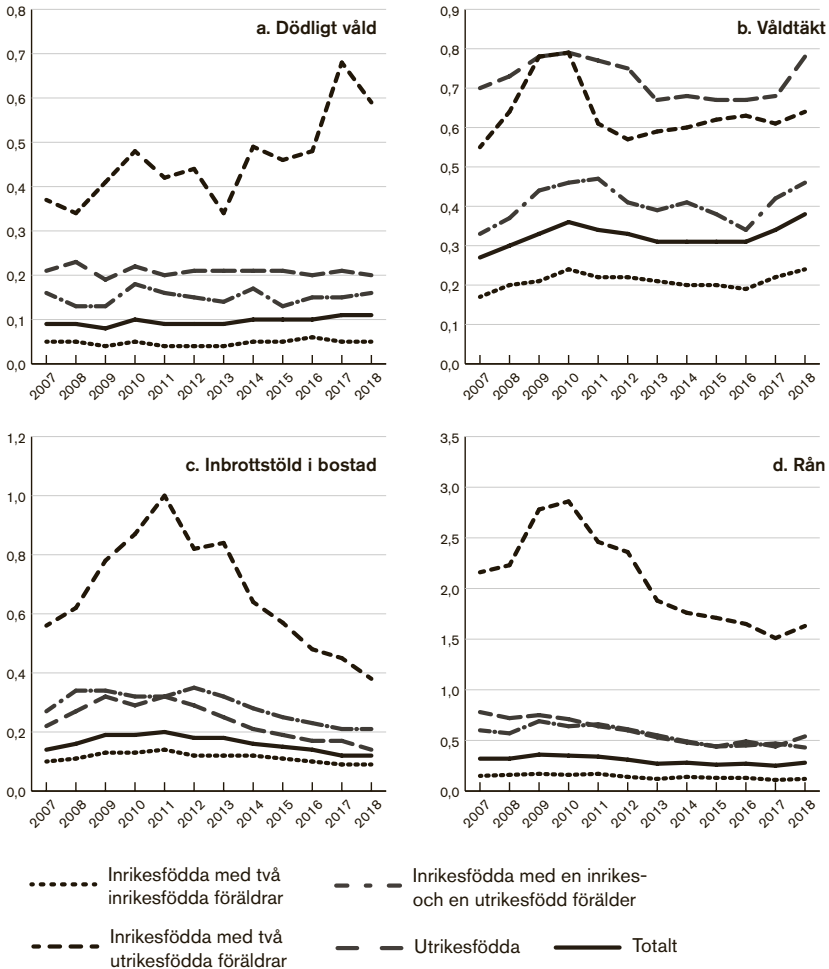 a. Dödligt våld
0,8
0,7
0,6
0,5
0,4
0,3
0,2
0,1
0,0
2007 2008 2009 2010 2011 2012 2013 2014 2015 2016 2017 2018
b. Våldtäkt
0,9
0,8
0,7
0,6
0,5
0,4
0,3
0,2
0,1
0,0
2007 2008 2009 2010 2011 2012 2013 2014 2015 2016 2017 2018
c. Inbrottstöld i bostad
1,2
1,0
0,8
0,6
0,4
0,2
0,0
2007 2008 2009 2010 2011 2012 2013 2014 2015 2016 2017 2018
d. Rån
3,5
3,0
2,5
2,0
1,5
1,0
0,5
0,0
2007 2008 2009 2010 2011 2012 2013 2014 2015 2016 2017 2018
Inrikesfödda med två
inrikesfödda föräldrar
Inrikesfödda med en inrikes-
och en utrikesfödd förälder
Inrikesfödda med två
utrikesfödda föräldrar
Utrikesfödda
Totalt